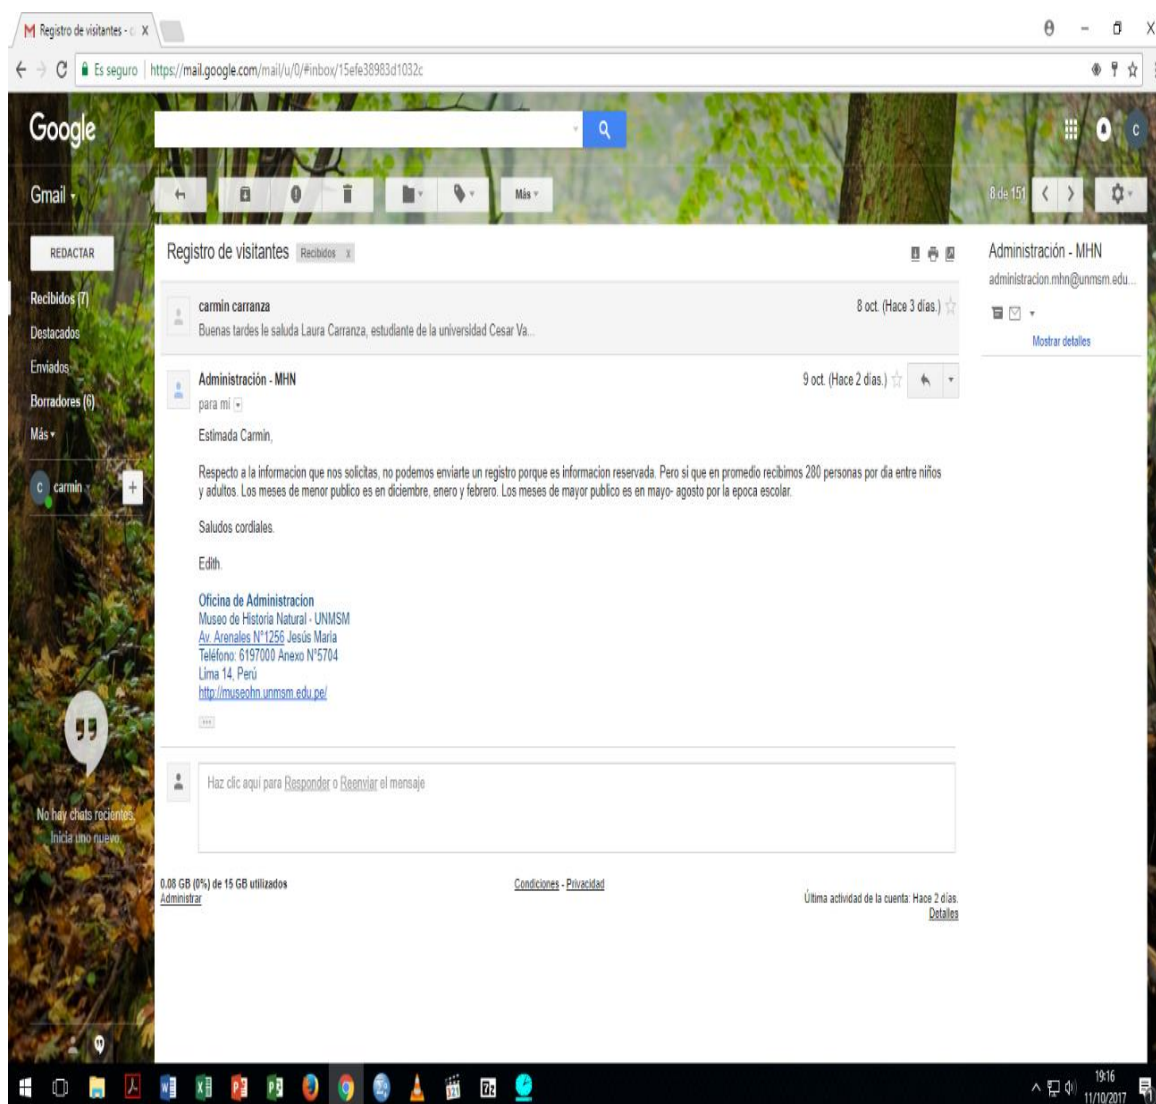 Registro de visitantes - c X
Es seguro | https://mail.google.com/mail/u/0/#inbox/15efe38983d1032c
Google
C
Gmail
Más
8 de 151
REDACTAR
Recibidos (7)
Destacados
Enviados
Borradores (6)
Más
C carmin
+
No hay chats recientes.
Inicia uno nuevo.
Registro de visitantes Recibidos x
carmin carranza 8 oct. (Hace 3 días.)
Buenas tardes le saluda Laura Carranza, estudiante de la universidad Cesar Va...
Administración - MHN 9 oct. (Hace 2 días.)
para mí
Estimada Carmin,
Respecto a la informacion que nos solicitas, no podemos enviarte un registro porque es informacion reservada. Pero si que en promedio recibimos 280 personas por dia entre niños
y adultos. Los meses de menor publico es en diciembre, enero y febrero. Los meses de mayor publico es en mayo- agosto por la epoca escolar.
Saludos cordiales.
Edith.
Oficina de Administracion
Museo de Historia Natural - UNMSM
Av. Arenales N°1256 Jesús Maria
Teléfono: 6197000 Anexo N°5704
Lima 14, Perú
http://museohn.unmsm.edu.pe/
Haz clic aquí para Responder o Reenviar el mensaje
0.08 GB (0%) de 15 GB utilizados
Administrar
Condiciones - Privacidad
Última actividad de la cuenta: Hace 2 días.
Detalles
Administración - MHN
administracion.mhn@unmsm.edu...
Mostrar detalles
19:16
11/10/2017